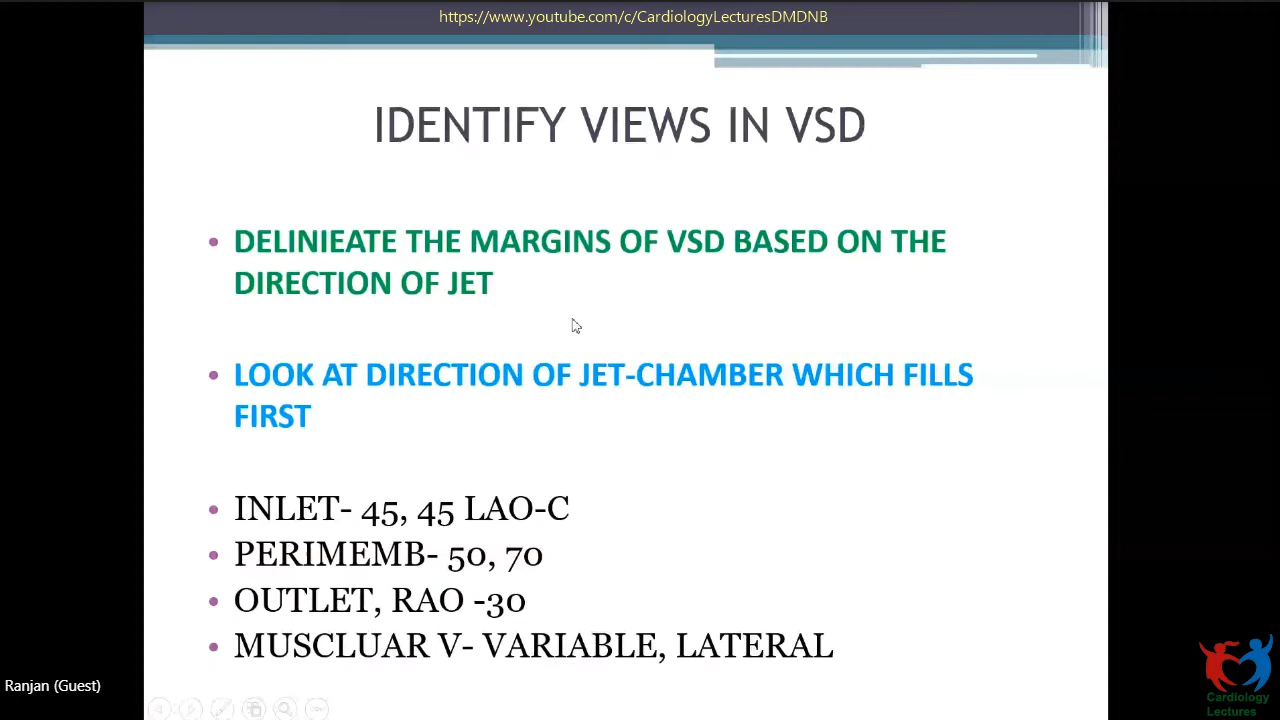 https://www.youtube.com/c/CardiologyLecturesDMDNB
IDENTIFY VIEWS IN VSD
• DELINIEATE THE MARGINS OF VSD BASED ON THE
DIRECTION OF JET
• LOOK AT DIRECTION OF JET-CHAMBER WHICH FILLS
FIRST
• INLET- 45, 45 LAO-C
• PERIMEMB- 50, 70
• OUTLET, RAO -30
• MUSCLUAR V- VARIABLE, LATERAL
Ranjan (Guest)
Cardiology
Lectures